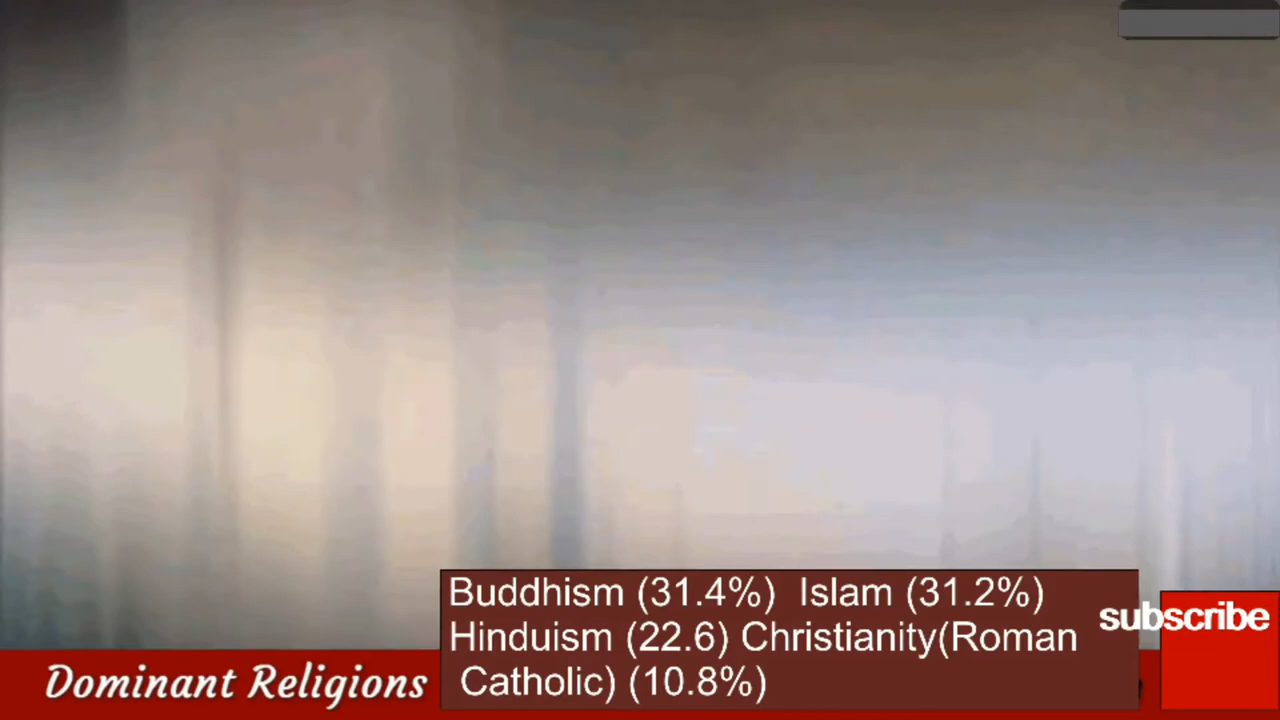 Buddhism (31.4%) Islam (31.2%)
Hinduism (22.6) Christianity(Roman
Catholic) (10.8%)
subscribe
Dominant Religions